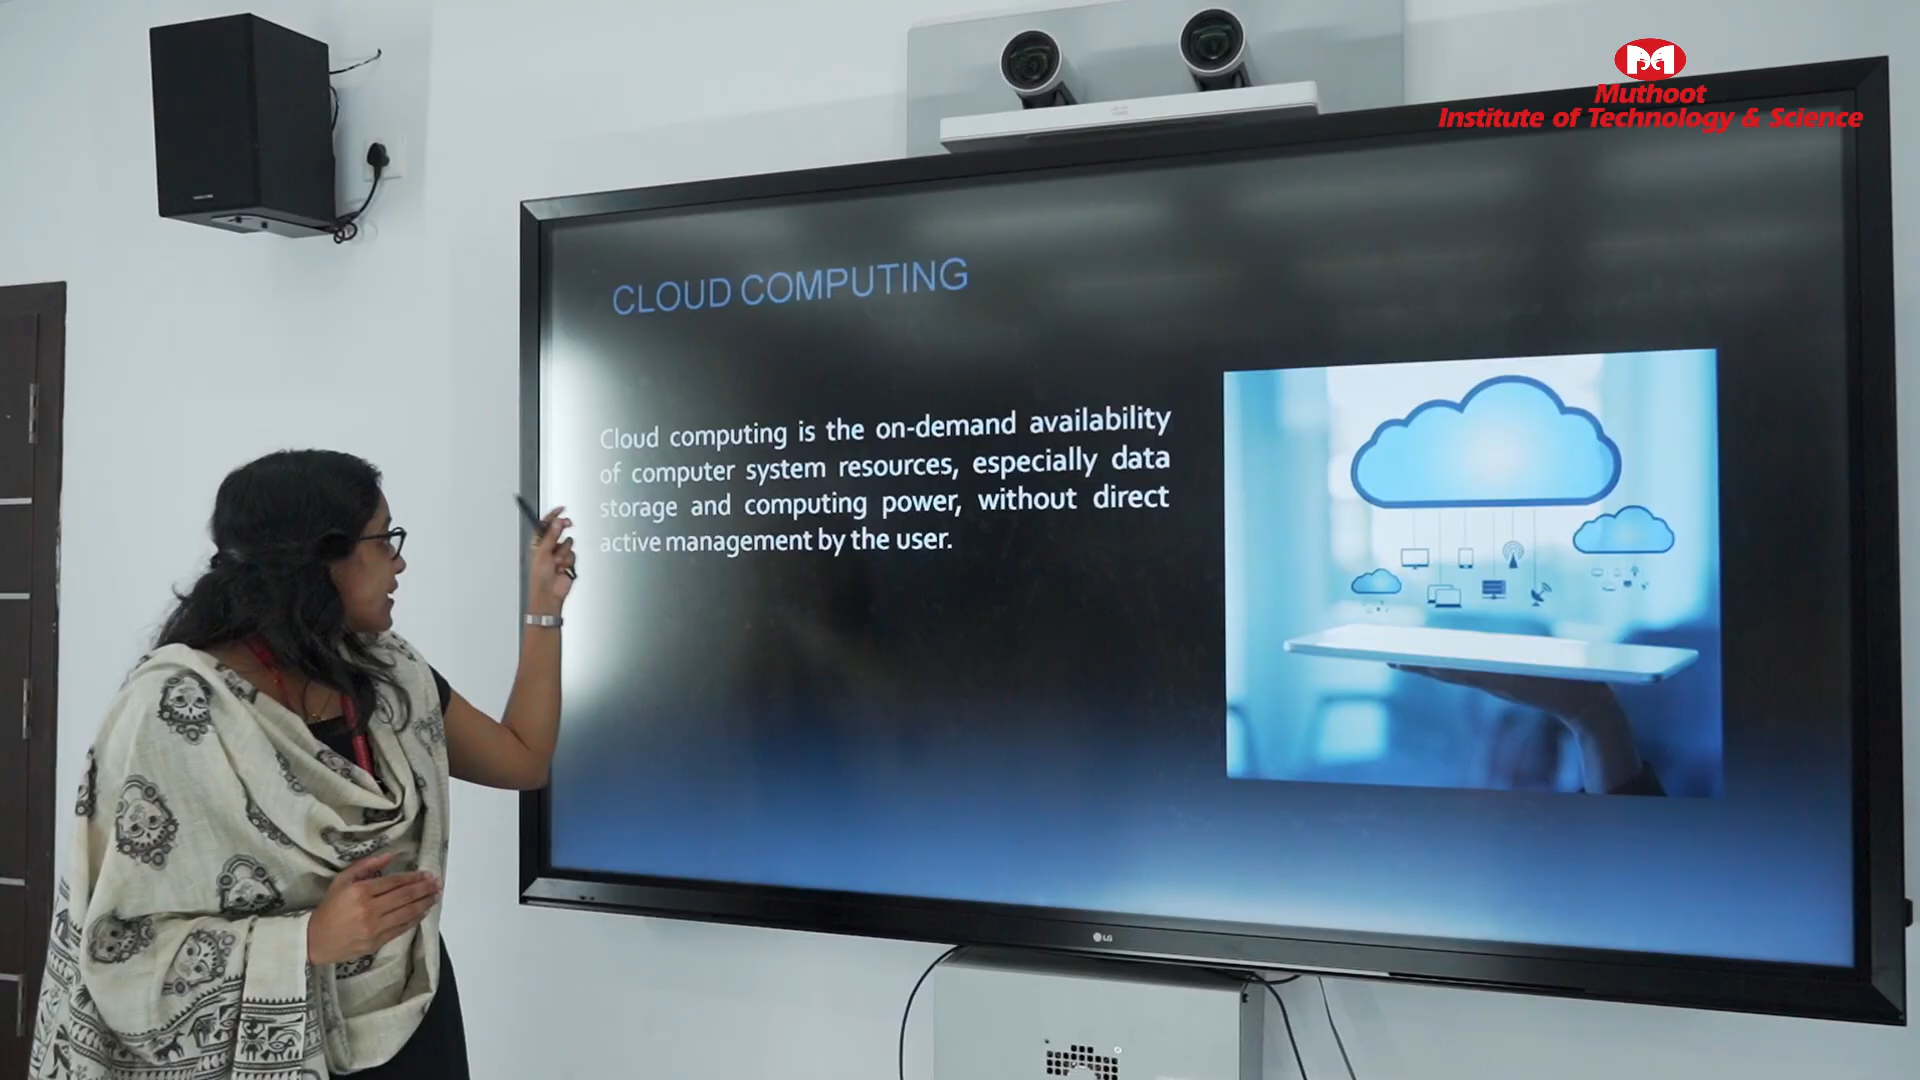 Muthoot
Institute of Technology & Science
CLOUD COMPUTING
Cloud computing is the on-demand availability
of computer system resources, especially data
storage and computing power, without direct
active management by the user.
LG